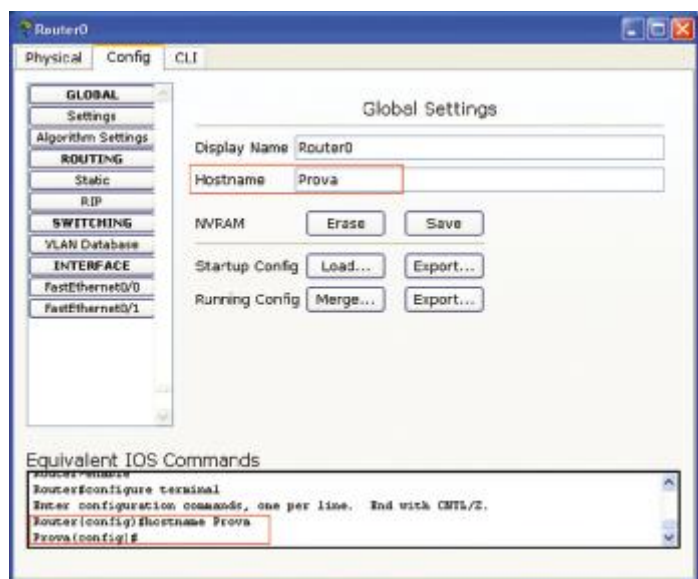 Router0
Physical Config CLI
GLOBAL
Settings
Algorithm Settings
ROUTING
Static
RIP
SWITCHING
VLAN Database
INTERFACE
FastEthernet0/0
FastEthernet0/1
Global Settings
Display Name Router0
Hostname Prova
NVRAM Erase Save
Startup Config Load... Export...
Running Config Merge... Export...
Equivalent IOS Commands
Router>enable
Router#configure terminal
Enter configuration commands, one per line. End with CNTL/Z.
Router(config)#hostname Prova
Prova(config)#